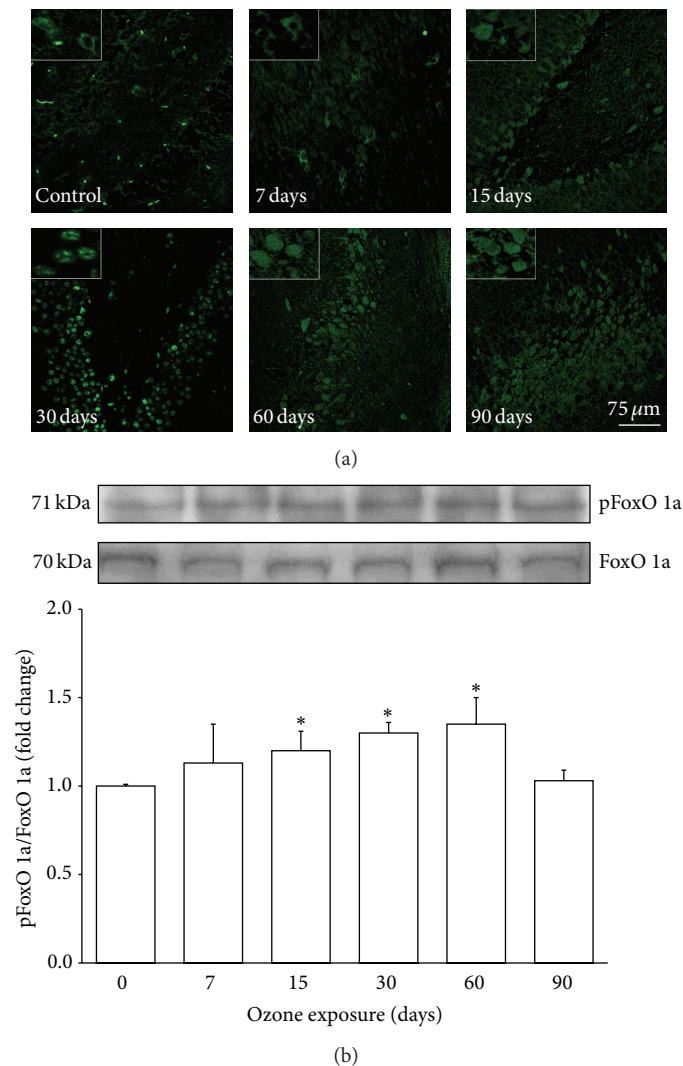 Control
7 days
15 days
30 days
60 days
90 days
75 μm
(a)
71 kDa
pFoxO 1a
70 kDa
FoxO 1a
2.0
1.5
1.0
0.5
0.0
pFoxO 1a/FoxO 1a (fold change)
* * *
0 7 15 30 60 90
Ozone exposure (days)
(b)